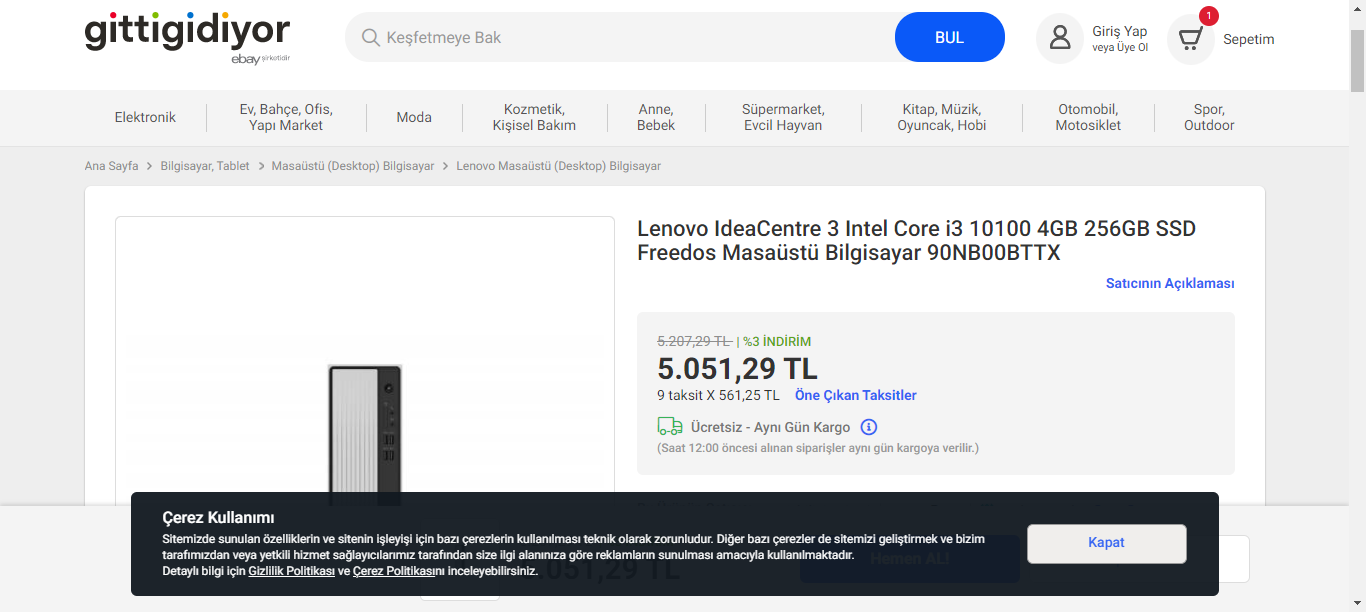 gittigidiyor
ebay şirketidir
Keşfetmeye Bak
BUL
Giriş Yap
veya Üye Ol
1
Sepetim
Elektronik
Ev, Bahçe, Ofis,
Yapı Market
Moda
Kozmetik,
Kişisel Bakım
Anne,
Bebek
Süpermarket,
Evcil Hayvan
Kitap, Müzik,
Oyuncak, Hobi
Otomobil,
Motosiklet
Spor,
Outdoor
Ana Sayfa > Bilgisayar, Tablet > Masaüstü (Desktop) Bilgisayar > Lenovo Masaüstü (Desktop) Bilgisayar
Lenovo IdeaCentre 3 Intel Core i3 10100 4GB 256GB SSD
Freedos Masaüstü Bilgisayar 90NB00BTTX
Satıcının Açıklaması
5.207,29 TL | %3 İNDİRİM
5.051,29 TL
9 taksit X 561,25 TL Öne Çıkan Taksitler
Ücretsiz - Aynı Gün Kargo
(Saat 12:00 öncesi alınan siparişler aynı gün kargoya verilir.)
Çerez Kullanımı
Sitemizde sunulan özelliklerin ve sitenin işleyişi için bazı çerezlerin kullanılması teknik olarak zorunludur. Diğer bazı çerezler de sitemizi geliştirmek ve bizim
tarafımızdan veya yetkili hizmet sağlayıcılarımız tarafından size ilgi alanınıza göre reklamların sunulması amacıyla kullanılmaktadır.
Detaylı bilgi için Gizlilik Politikası ve Çerez Politikasını inceleyebilirsiniz.
Kapat
5.051,29 TL
Hemen Al!